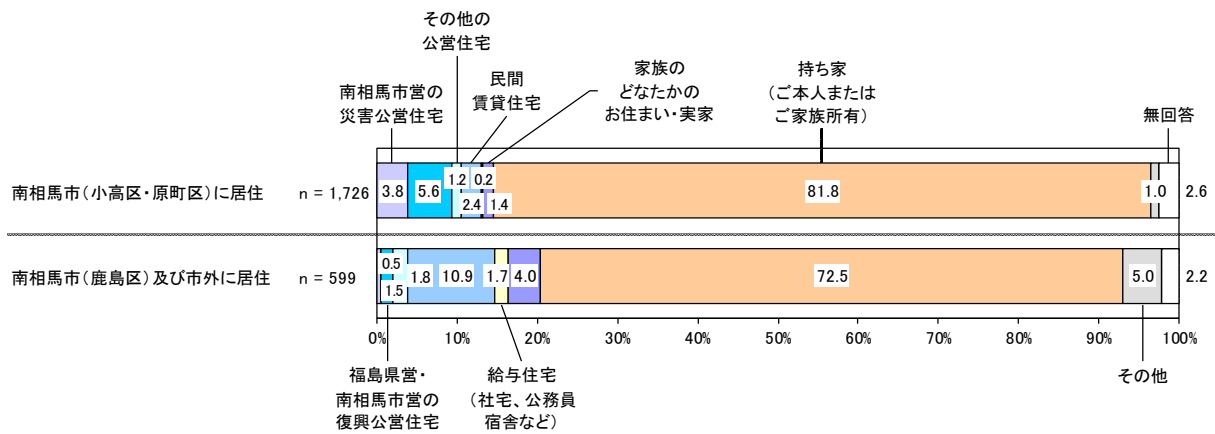 その他の
公営住宅
南相馬市営の
災害公営住宅
民間
賃貸住宅
家族の
どなたかの
お住まい・実家
持ち家
（ご本人または
ご家族所有）
無回答
南相馬市（小高区・原町区）に居住 n = 1,726
3.8 5.6 1.2 2.4 0.2 1.4 81.8 1.0 2.6
南相馬市（鹿島区）及び市外に居住 n = 599
0.5 1.5 1.8 10.9 1.7 4.0 72.5 5.0 2.2
0% 10% 20% 30% 40% 50% 60% 70% 80% 90% 100%
福島県営・
南相馬市営の
復興公営住宅
給与住宅
（社宅、公務員
宿舎など）
その他